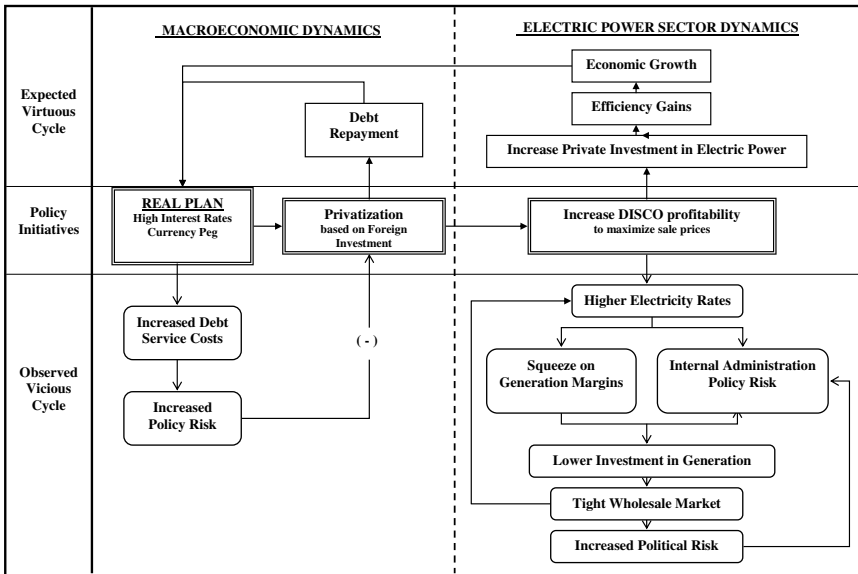 MACROECONOMIC DYNAMICS
ELECTRIC POWER SECTOR DYNAMICS
Expected
Virtuous
Cycle
Economic Growth
Efficiency Gains
Debt
Repayment
Increase Private Investment in Electric Power
Policy
Initiatives
REAL PLAN
High Interest Rates
Currency Peg
Privatization
based on Foreign
Investment
Increase DISCO profitability
to maximize sale prices
Observed
Vicious
Cycle
Increased Debt
Service Costs
Increased
Policy Risk
( - )
Higher Electricity Rates
Squeeze on
Generation Margins
Internal Administration
Policy Risk
Lower Investment in Generation
Tight Wholesale Market
Increased Political Risk